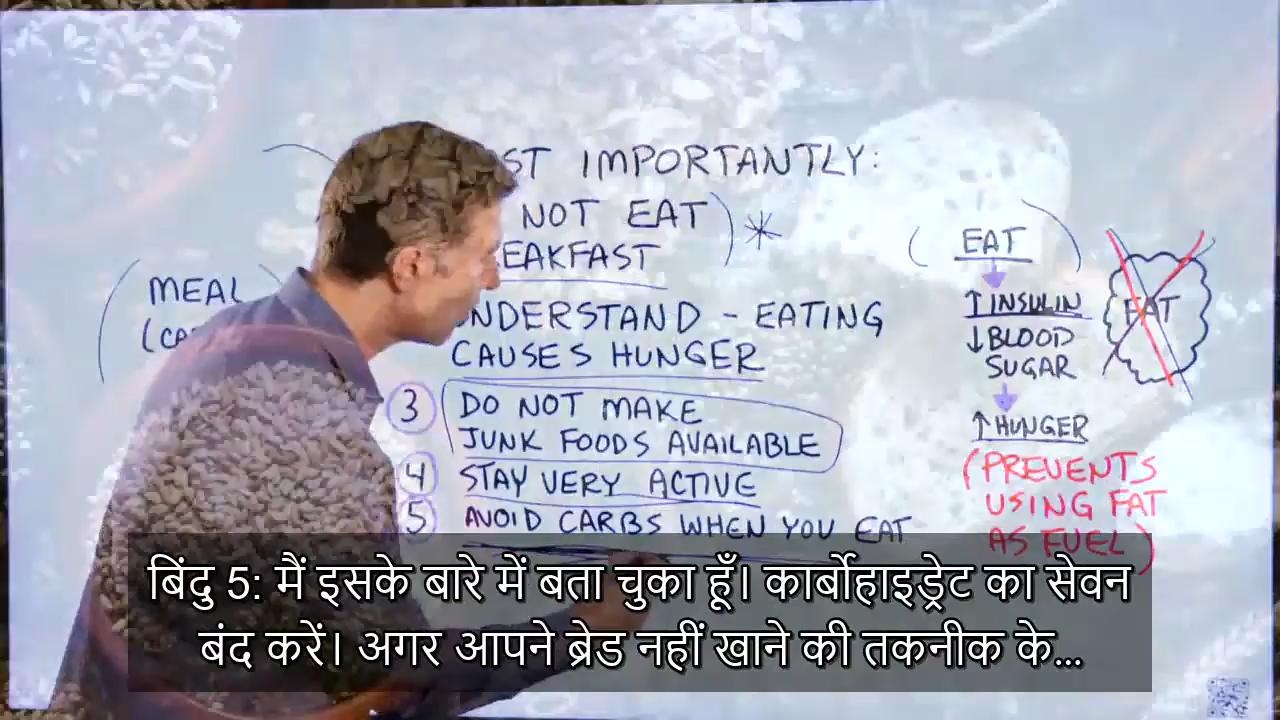 ST IMPORTANTLY:
NOT EAT
EAKFAST
MEAL
(CA
NDERSTAND - EATING
CAUSES HUNGER
3 DO NOT MAKE
JUNK FOODS AVAILABLE
4 STAY VERY ACTIVE
5 AVOID CARBS WHEN YOU EAT
(EAT)
↑INSULIN
↓BLOOD
SUGAR
↑HUNGER
(PREVENTS
USING FAT
AS FUEL)
FAT
बिंदु 5: मैं इसके बारे में बता चुका हूँ। कार्बोहाइड्रेट का सेवन
बंद करें। अगर आपने ब्रेड नहीं खाने की तकनीक के...